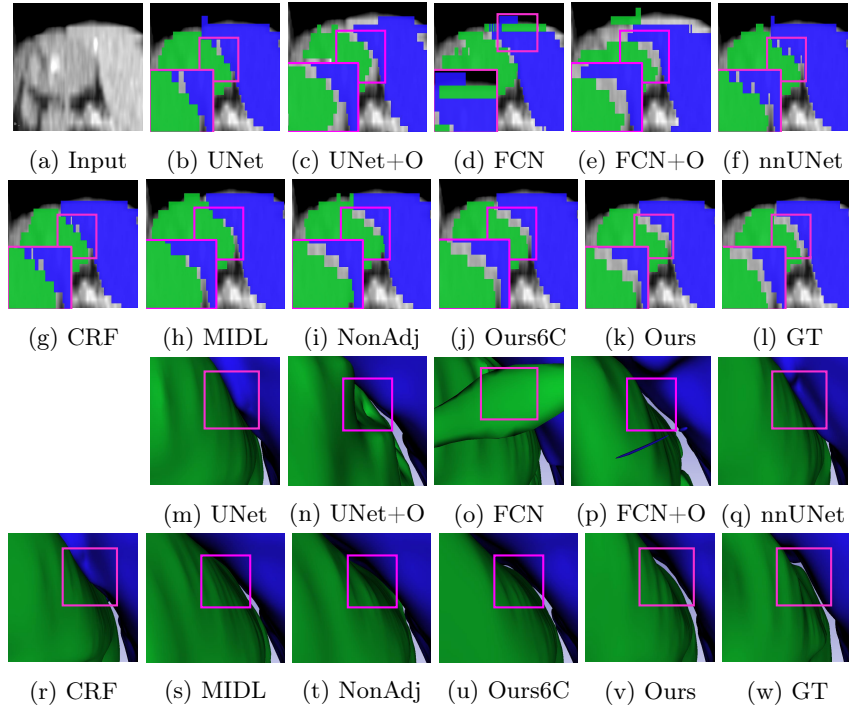 (a) Input (b) UNet (c) UNet+O (d) FCN (e) FCN+O (f) nnUNet
(g) CRF (h) MIDL (i) NonAdj (j) Ours6C (k) Ours (l) GT
(m) UNet (n) UNet+O (o) FCN (p) FCN+O (q) nnUNet
(r) CRF (s) MIDL (t) NonAdj (u) Ours6C (v) Ours (w) GT